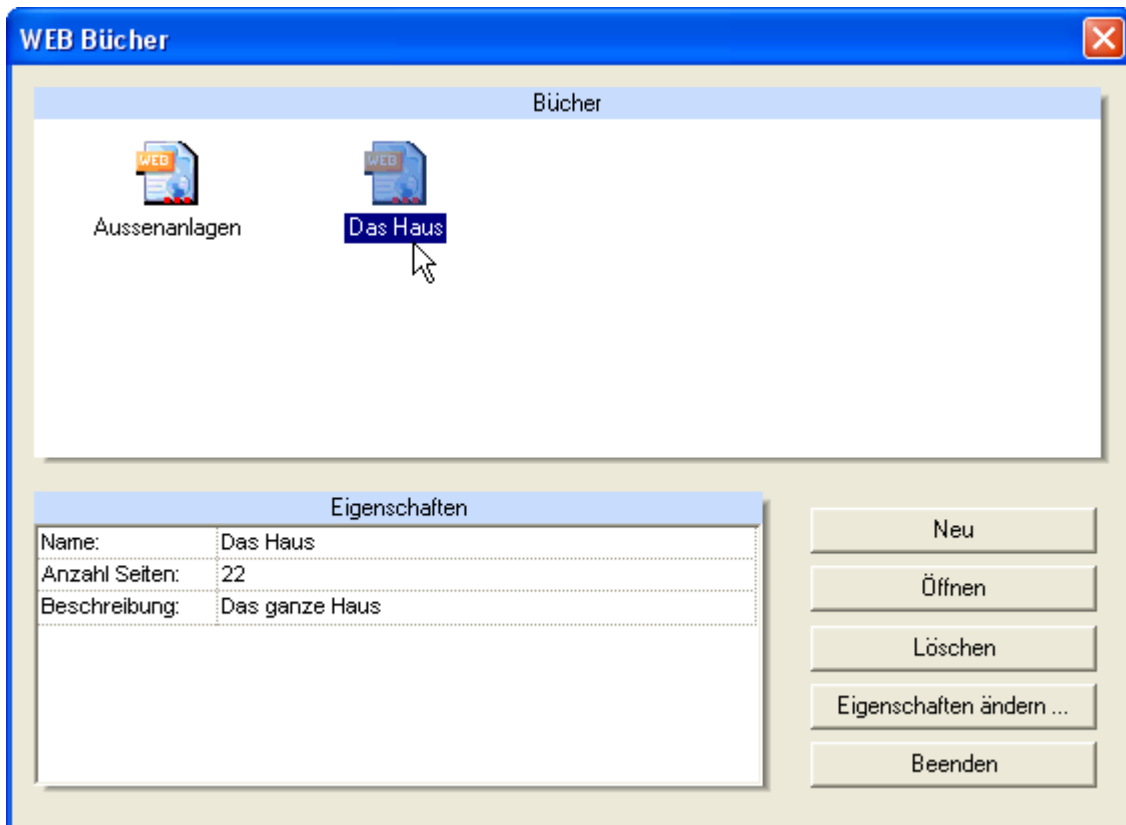 WEB Bücher
Bücher
WEB WEB
Aussenanlagen Das Haus
Eigenschaften
Name: Das Haus
Anzahl Seiten: 22
Beschreibung: Das ganze Haus
Neu
Öffnen
Löschen
Eigenschaften ändern ...
Beenden